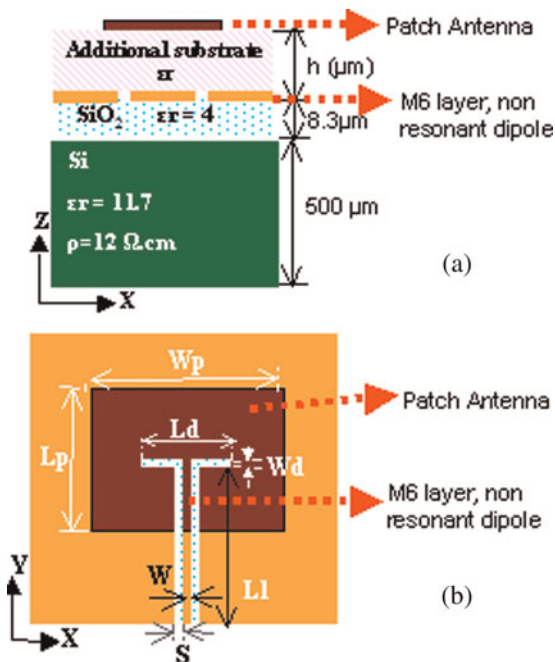 Patch Antenna
Additional substrate
εr
h (μm)
M6 layer, non
resonant dipole
SiO2 εr = 4
8.3μm
Si
εr = 11.7
ρ=12 Ω.cm
500 μm
Z
X
(a)
Wp
Patch Antenna
Ld
Lp
Wd
M6 layer, non
resonant dipole
Y
W
L1
(b)
X
S